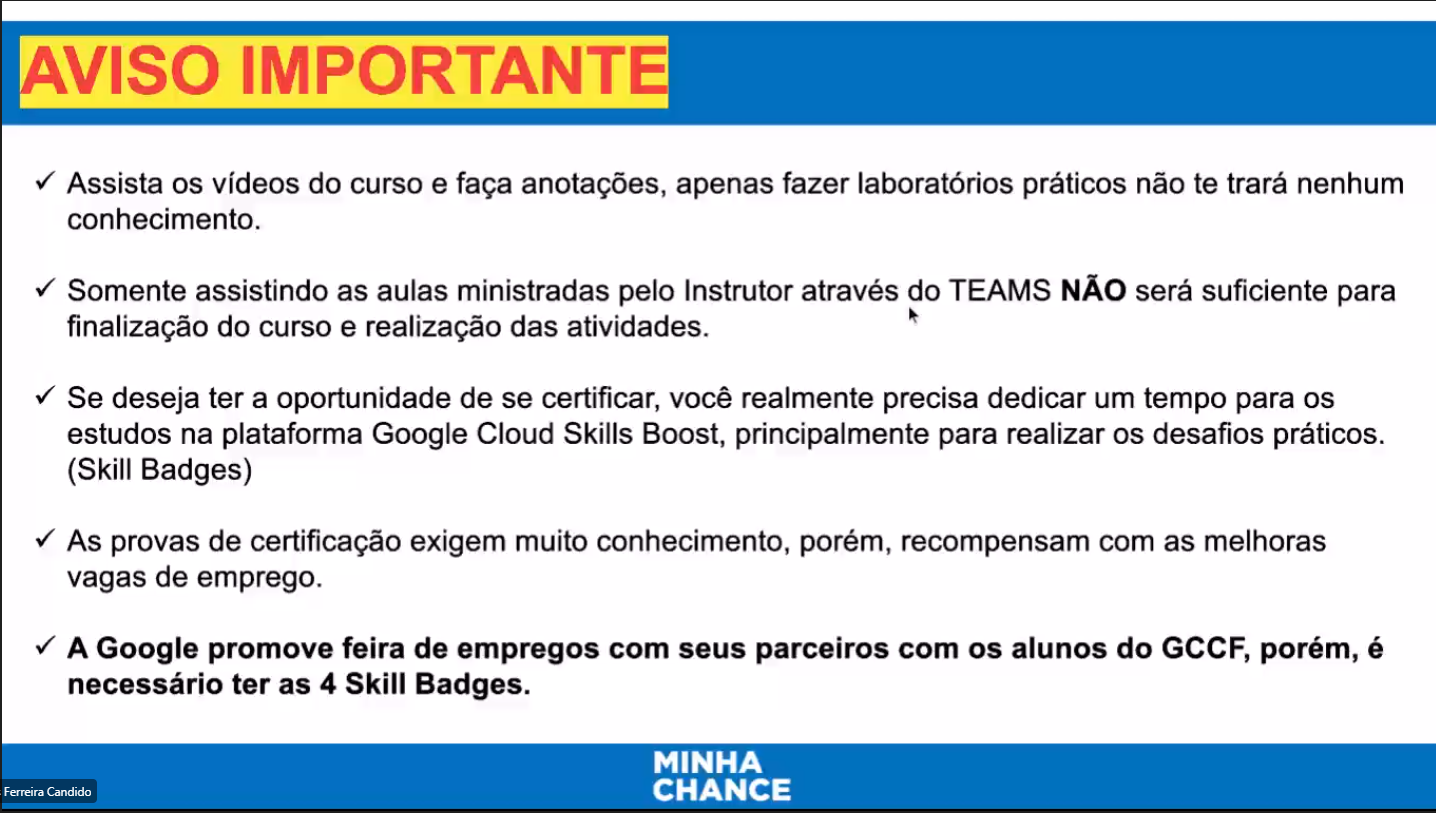 AVISO IMPORTANTE
✓ Assista os vídeos do curso e faça anotações, apenas fazer laboratórios práticos não te trará nenhum
conhecimento.
✓ Somente assistindo as aulas ministradas pelo Instrutor através do TEAMS NÃO será suficiente para
finalização do curso e realização das atividades.
✓ Se deseja ter a oportunidade de se certificar, você realmente precisa dedicar um tempo para os
estudos na plataforma Google Cloud Skills Boost, principalmente para realizar os desafios práticos.
(Skill Badges)
✓ As provas de certificação exigem muito conhecimento, porém, recompensam com as melhoras
vagas de emprego.
✓ A Google promove feira de empregos com seus parceiros com os alunos do GCCF, porém, é
necessário ter as 4 Skill Badges.
MINHA
CHANCE
Ferreira Candido